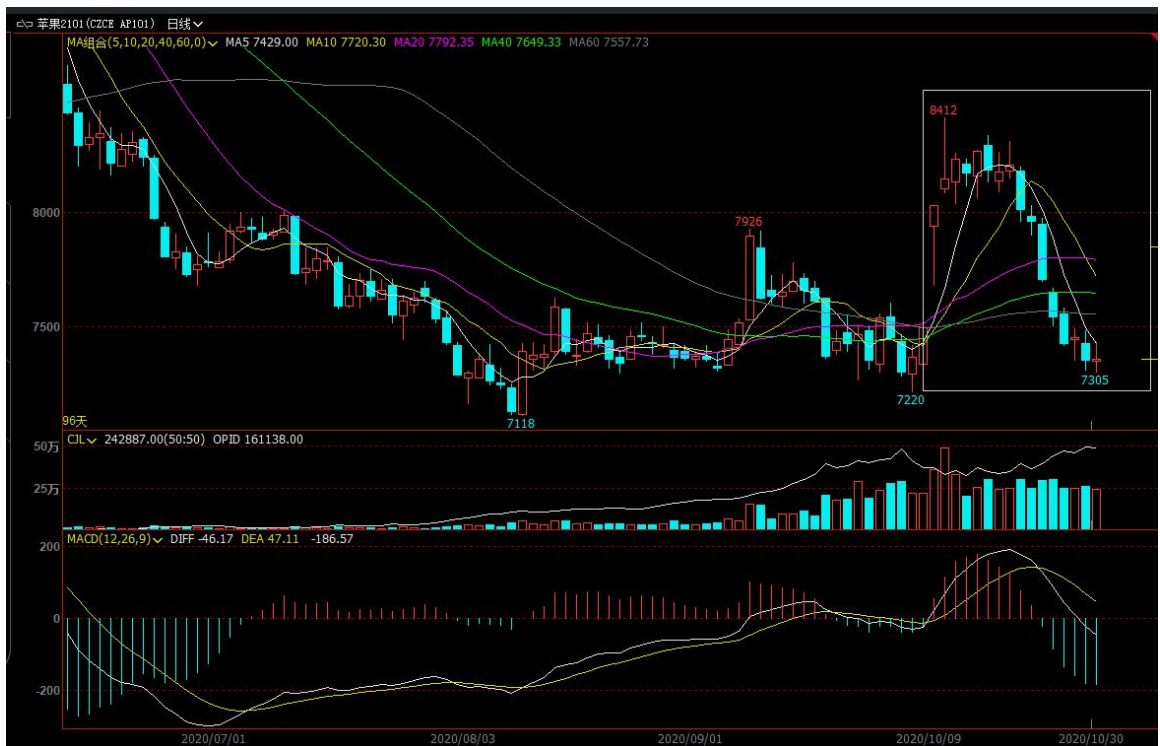 苹果2101(CZCE AP101) 日线
MA组合(5,10,20,40,60,0) MA5 7429.00 MA10 7720.30 MA20 7792.35 MA40 7649.33 MA60 7557.73
8412
8000
7926
7500
7305
7220
7118
96天
CJL 242887.00(50:50) OPID 161138.00
50万
25万
MACD(12,26,9) DIFF -46.17 DEA 47.11 -186.57
200
0
-200
2020/07/01 2020/08/03 2020/09/01 2020/10/09 2020/10/30